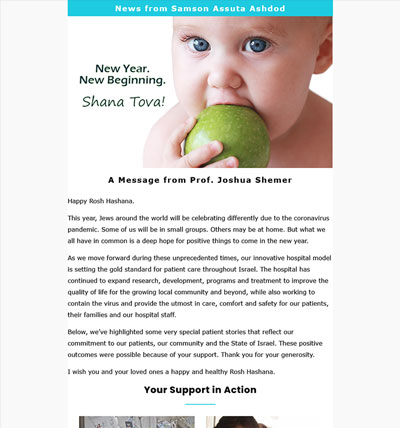 News from Samson Assuta Ashdod
New Year.
New Beginning.
Shana Tova!
A Message from Prof. Joshua Shemer
Happy Rosh Hashana.
This year, Jews around the world will be celebrating differently due to the coronavirus
pandemic. Some of us will be in small groups. Others may be at home. But what we
all have in common is a deep hope for positive things to come in the new year.
As we move forward during these unprecedented times, our innovative hospital model
is setting the gold standard for patient care throughout Israel. The hospital has
continued to expand research, development, programs and treatment to improve the
quality of life for the growing local community and beyond, while also working to
contain the virus and provide the utmost in care, comfort and safety for our patients,
their families and our hospital staff.
Below, we've highlighted some very special patient stories that reflect our
commitment to our patients, our community and the State of Israel. These positive
outcomes were possible because of your support. Thank you for your generosity.
I wish you and your loved ones a happy and healthy Rosh Hashana.
Your Support in Action